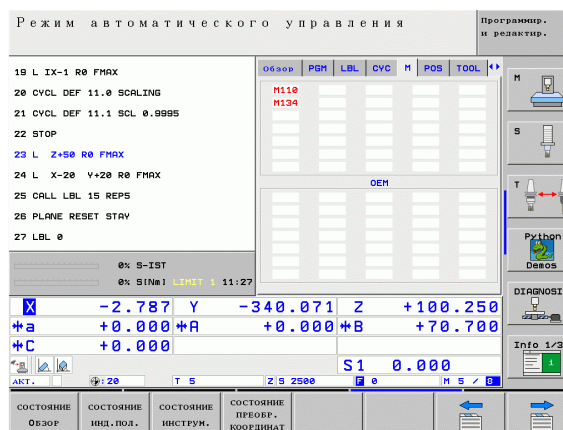 Режим автоматического управления
Программир.
и редактир.
19 L IX-1 R0 FMAX
20 CYCL DEF 11.0 SCALING
21 CYCL DEF 11.1 SCL 0.9995
22 STOP
23 L Z+50 R0 FMAX
24 L X-20 Y+20 R0 FMAX
25 CALL LBL 15 REP5
26 PLANE RESET STAY
27 LBL 0
Обзор PGM LBL CYC M POS TOOL
M110
M134
OEM
0% S-IST
0% S[Nm] LIMIT 1 11:27
X -2.787 Y -340.071 Z +100.250
a +0.000 A +0.000 B +70.700
C +0.000
S1 0.000
АКТ. :20 T 5 Z S 2500 F 0 M 5 / 8
M
S
T
Python
Demos
DIAGNOSI
Info 1/3
СОСТОЯНИЕ
ОБЗОР
СОСТОЯНИЕ
ИНД.ПОЛ.
СОСТОЯНИЕ
ИНСТРУМ.
СОСТОЯНИЕ
ПРЕОБР.
КООРДИНАТ